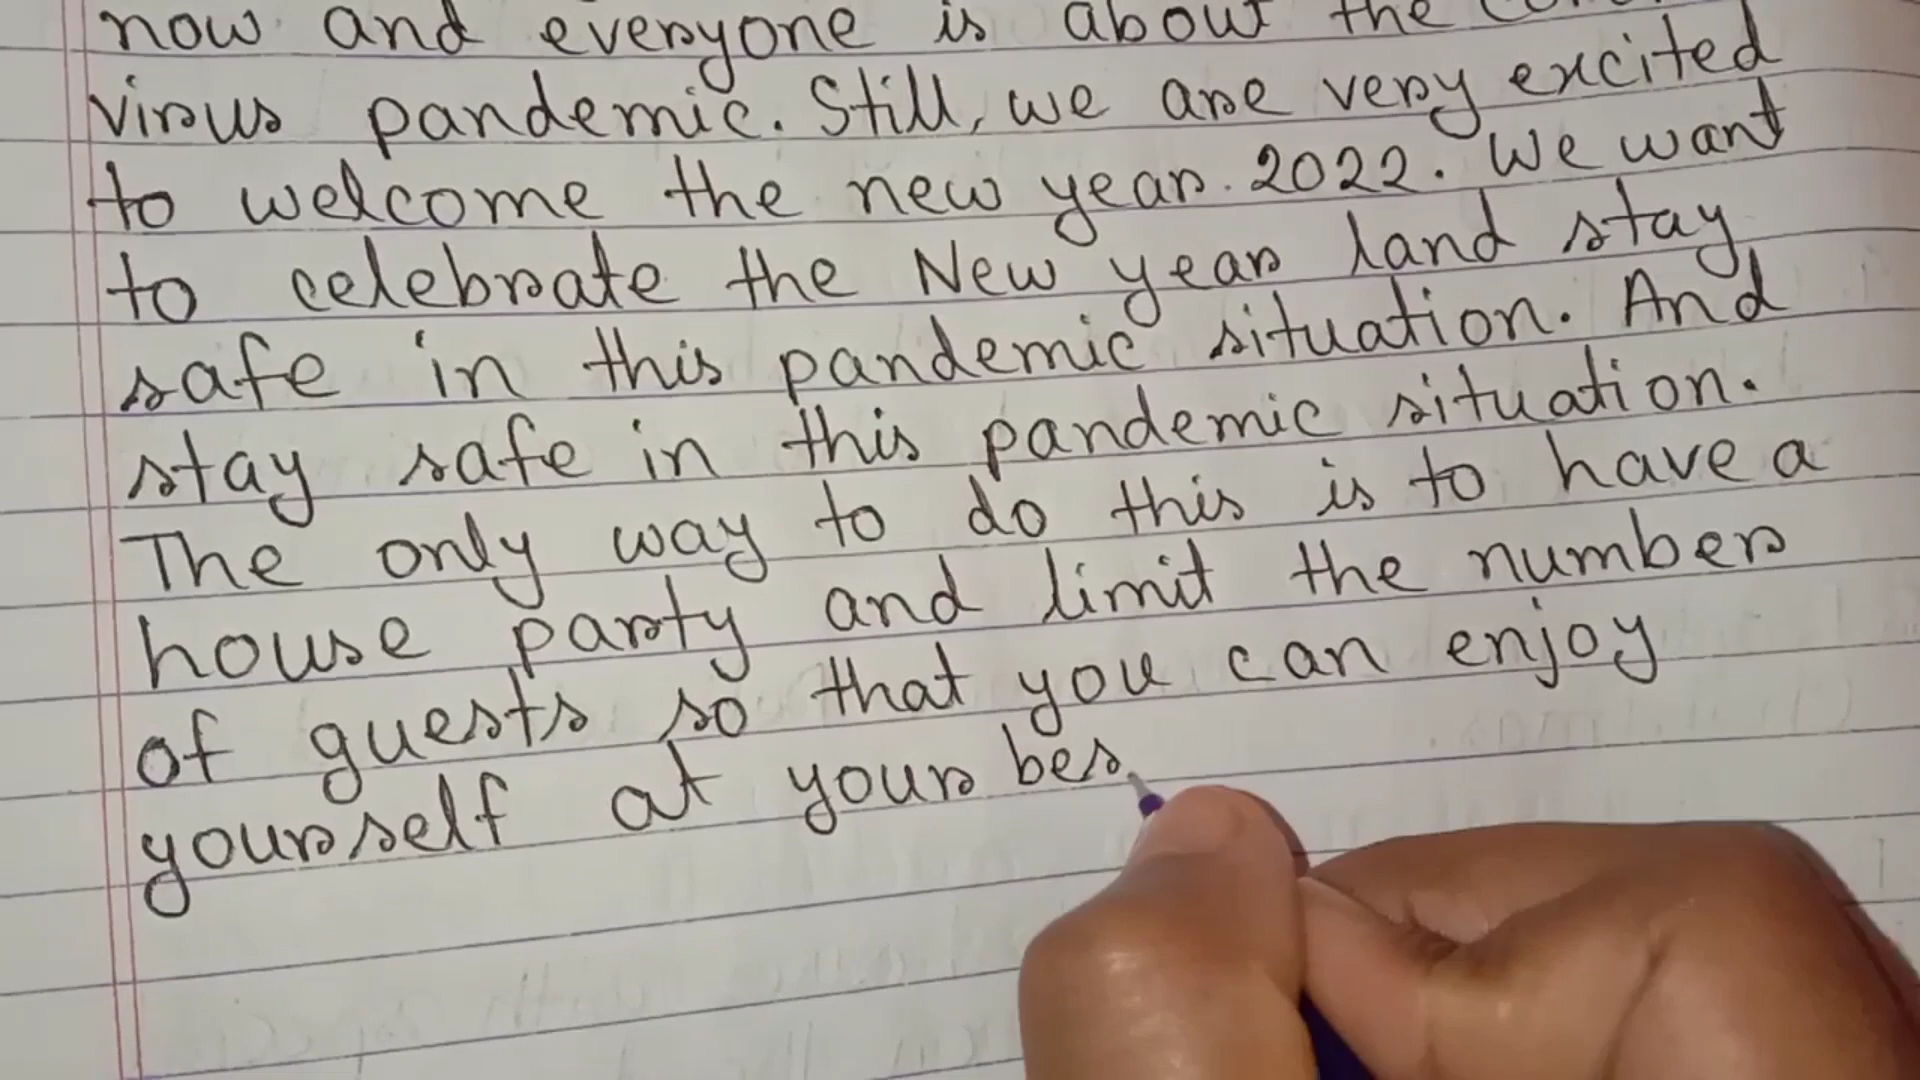 now and everyone is about the
virus pandemic. Still, we are very excited
to welcome the new year. 2022. We want
to celebrate the New year land stay
safe in this pandemic situation. And
stay safe in this pandemic situation.
The only way to do this is to have a
house party and limit the number
of guests so that you can enjoy
yourself at your bes